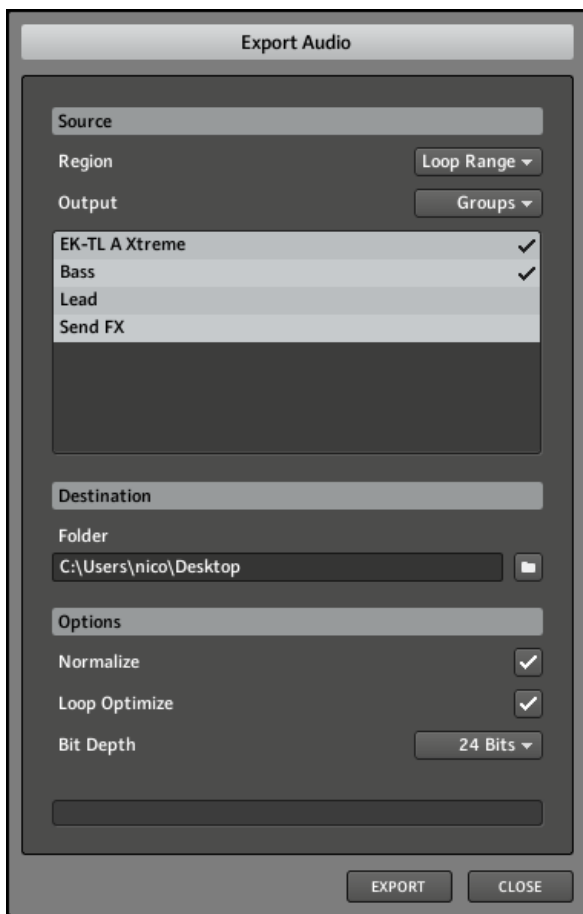 Export Audio
Source
Region Loop Range
Output Groups
EK-TL A Xtreme
Bass
Lead
Send FX
Destination
Folder
C:\Users\nico\Desktop
Options
Normalize
Loop Optimize
Bit Depth 24 Bits
EXPORT CLOSE